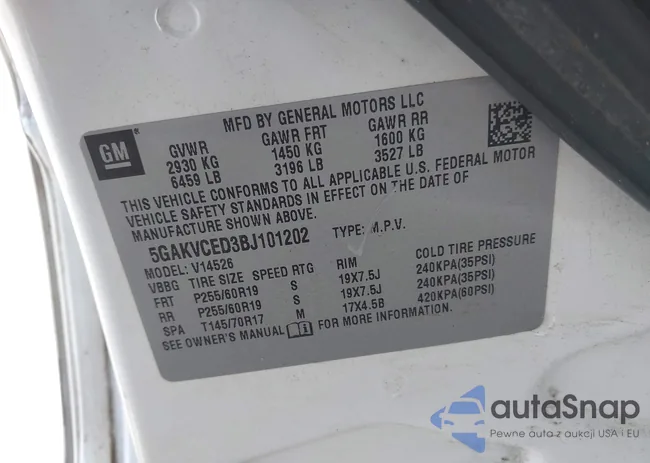 MFD BY GENERAL MOTORS LLC
GM
GVWR GAWR FRT GAWR RR
2930 KG 1450 KG 1600 KG
6459 LB 3196 LB 3527 LB
THIS VEHICLE CONFORMS TO ALL APPLICABLE U.S. FEDERAL MOTOR
VEHICLE SAFETY STANDARDS IN EFFECT ON THE DATE OF
MANUFACTURE SHOWN ABOVE.
5GAKVCED3BJ101202 TYPE: M.P.V.
MODEL: V14526
VBBG TIRE SIZE SPEED RTG RIM COLD TIRE PRESSURE
FRT P255/60R19 S 19X7.5J 240KPA(35PSI)
RR P255/60R19 S 19X7.5J 240KPA(35PSI)
SPA T145/70R17 M 17X4.5B 420KPA(60PSI)
SEE OWNER'S MANUAL FOR MORE INFORMATION.
autaSnap
Pewne auta z aukcji USA i EU